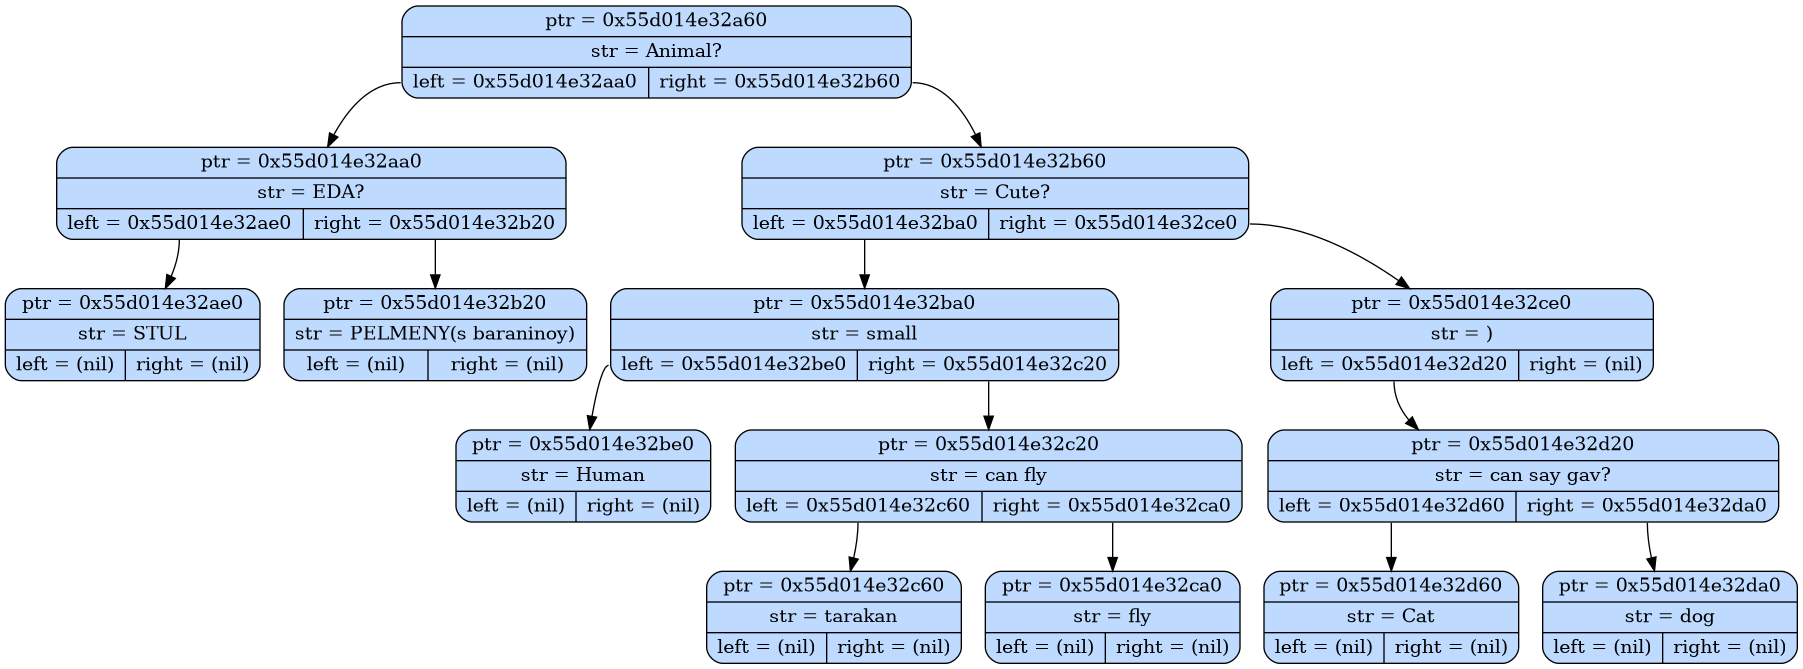 ptr = 0x55d014e32a60
str = Animal?
left = 0x55d014e32aa0 right = 0x55d014e32b60
ptr = 0x55d014e32aa0
str = EDA?
left = 0x55d014e32ae0 right = 0x55d014e32b20
ptr = 0x55d014e32b60
str = Cute?
left = 0x55d014e32ba0 right = 0x55d014e32ce0
ptr = 0x55d014e32ae0
str = STUL
left = (nil) right = (nil)
ptr = 0x55d014e32b20
str = PELMENY(s baraninoy)
left = (nil) right = (nil)
ptr = 0x55d014e32ba0
str = small
left = 0x55d014e32be0 right = 0x55d014e32c20
ptr = 0x55d014e32ce0
str = )
left = 0x55d014e32d20 right = (nil)
ptr = 0x55d014e32be0
str = Human
left = (nil) right = (nil)
ptr = 0x55d014e32c20
str = can fly
left = 0x55d014e32c60 right = 0x55d014e32ca0
ptr = 0x55d014e32d20
str = can say gav?
left = 0x55d014e32d60 right = 0x55d014e32da0
ptr = 0x55d014e32c60
str = tarakan
left = (nil) right = (nil)
ptr = 0x55d014e32ca0
str = fly
left = (nil) right = (nil)
ptr = 0x55d014e32d60
str = Cat
left = (nil) right = (nil)
ptr = 0x55d014e32da0
str = dog
left = (nil) right = (nil)